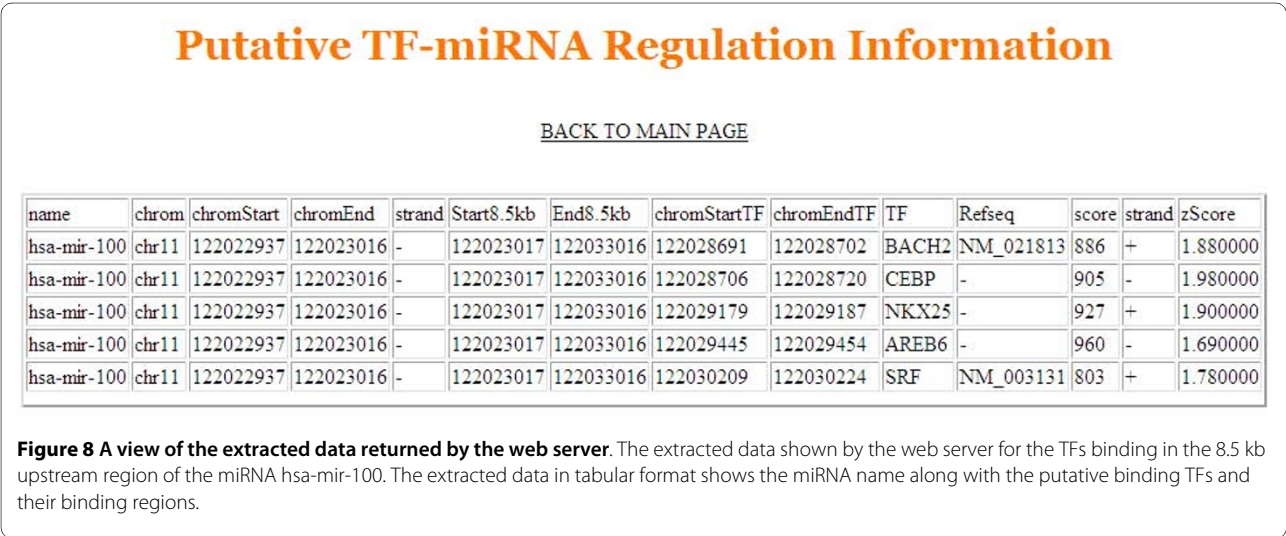 Putative TF-miRNA Regulation Information
BACK TO MAIN PAGE
name chrom chromStart chromEnd strand Start8.5kb End8.5kb chromStartTF chromEndTF TF Refseq score strand zScore
hsa-mir-100 chr11 122022937 122023016 - 122023017 122033016 122028691 122028702 BACH2 NM_021813 886 + 1.880000
hsa-mir-100 chr11 122022937 122023016 - 122023017 122033016 122028706 122028720 CEBP - 905 - 1.980000
hsa-mir-100 chr11 122022937 122023016 - 122023017 122033016 122029179 122029187 NKX25 - 927 + 1.900000
hsa-mir-100 chr11 122022937 122023016 - 122023017 122033016 122029445 122029454 AREB6 - 960 - 1.690000
hsa-mir-100 chr11 122022937 122023016 - 122023017 122033016 122030209 122030224 SRF NM_003131 803 + 1.780000
Figure 8 A view of the extracted data returned by the web server. The extracted data shown by the web server for the TFs binding in the 8.5 kb
upstream region of the miRNA hsa-mir-100. The extracted data in tabular format shows the miRNA name along with the putative binding TFs and
their binding regions.